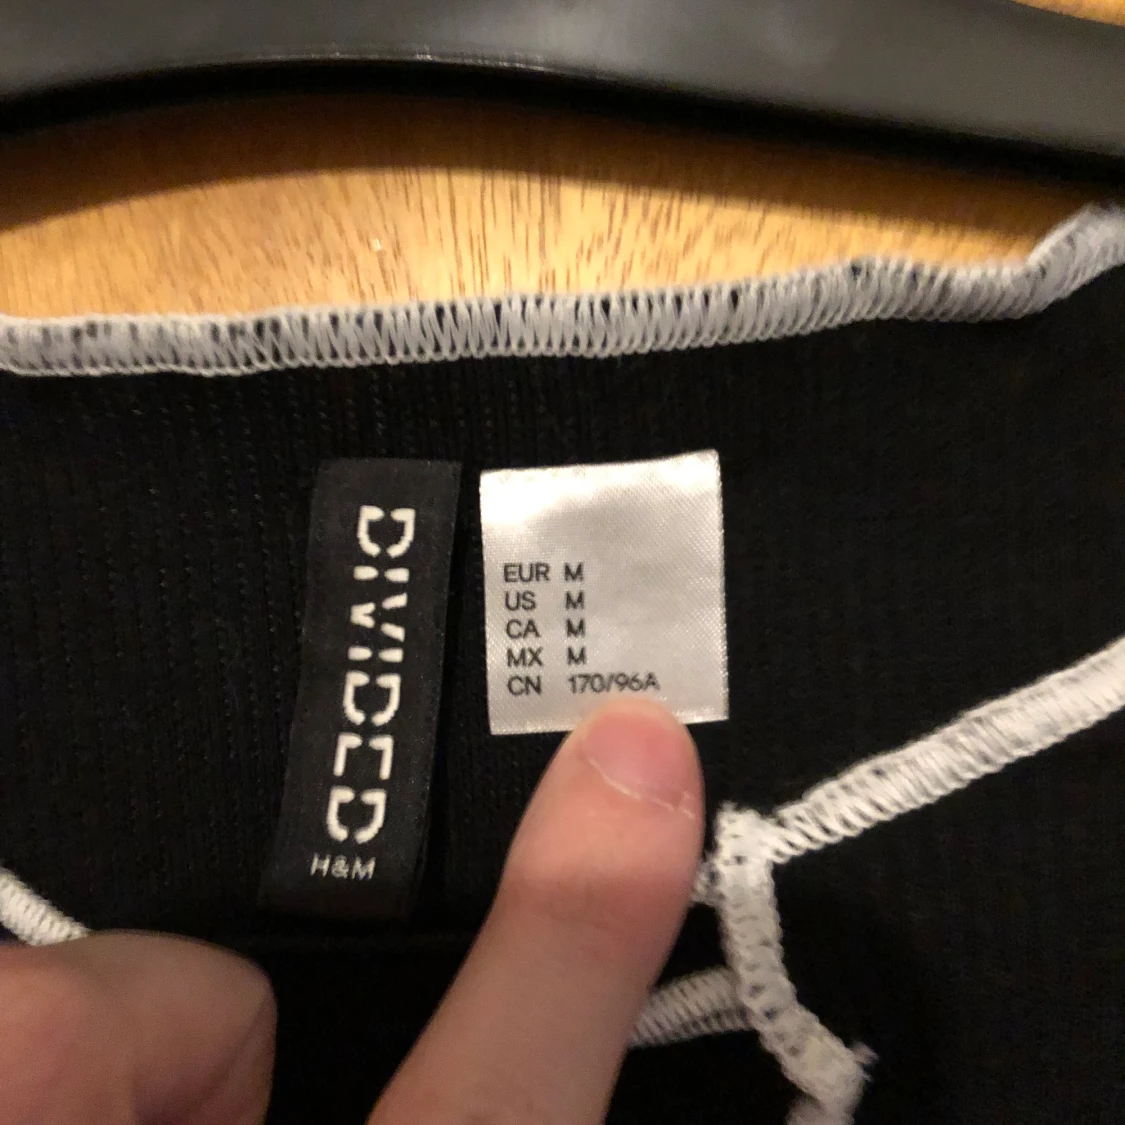 DIVIDED
H&M
EUR M
US M
CA M
MX M
CN 170/96A